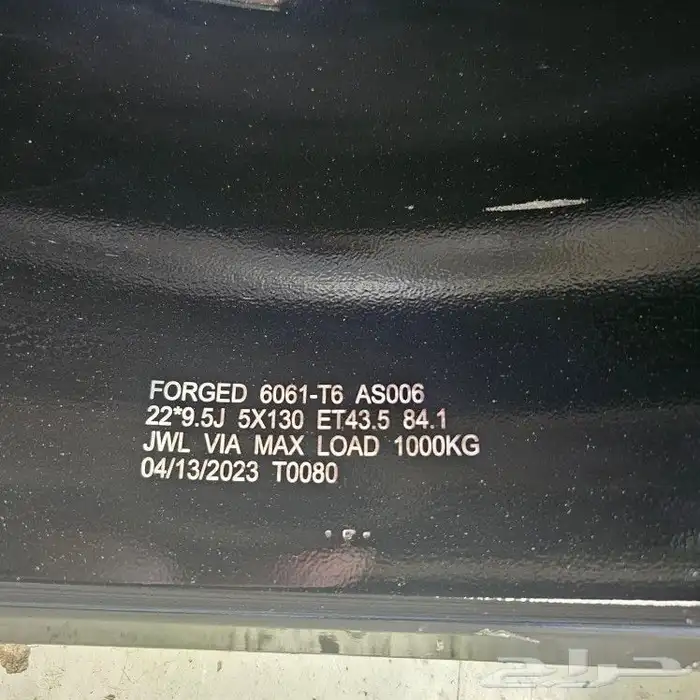 FORGED 6061-T6 AS006
22*9.5J 5X130 ET43.5 84.1
JWL VIA MAX LOAD 1000KG
04/13/2023 T0080
حراج